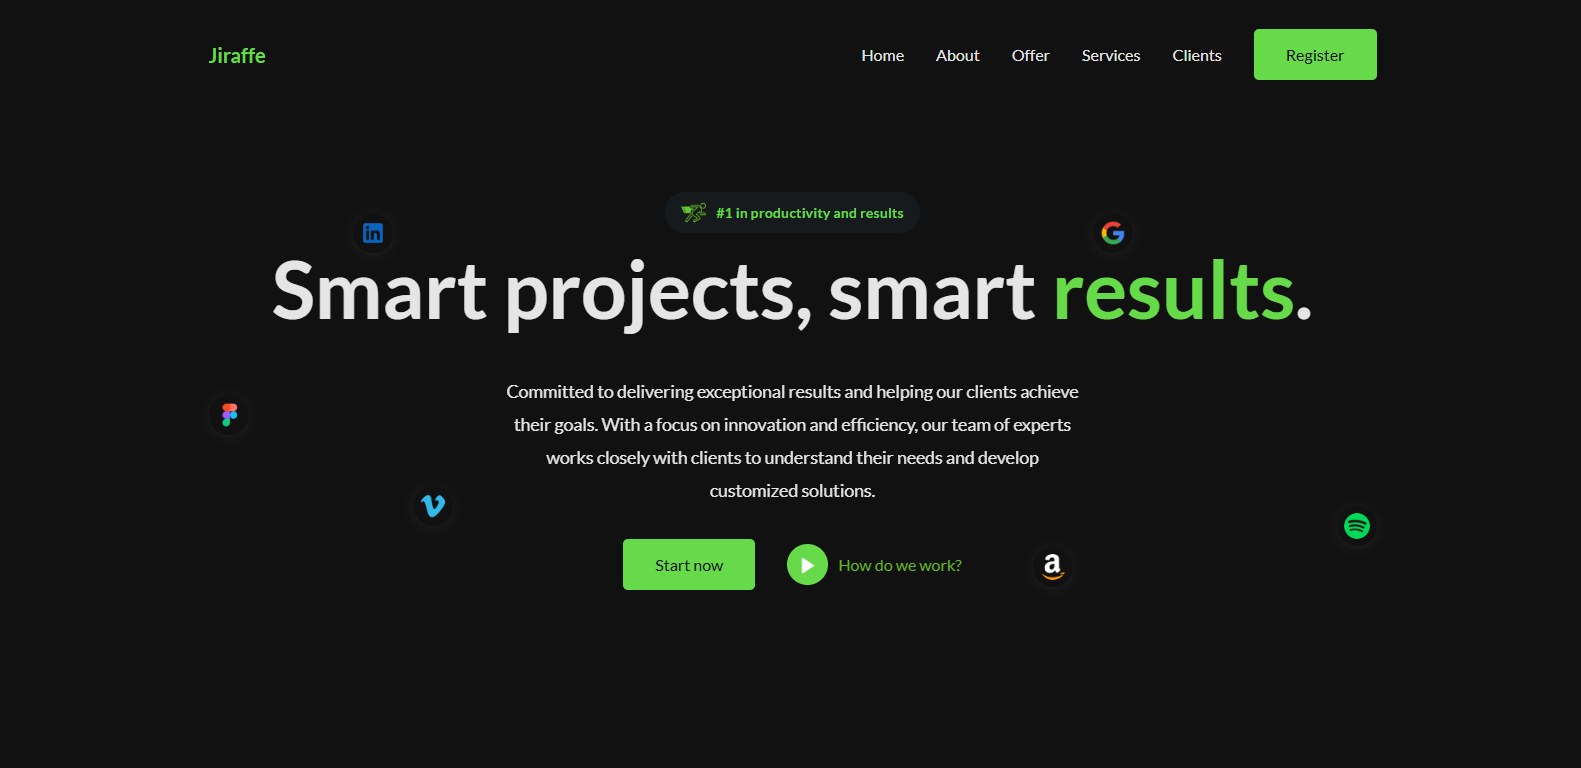 Jiraffe
Home About Offer Services Clients Register
#1 in productivity and results
Smart projects, smart results.
Committed to delivering exceptional results and helping our clients achieve
their goals. With a focus on innovation and efficiency, our team of experts
works closely with clients to understand their needs and develop
customized solutions.
Start now How do we work?